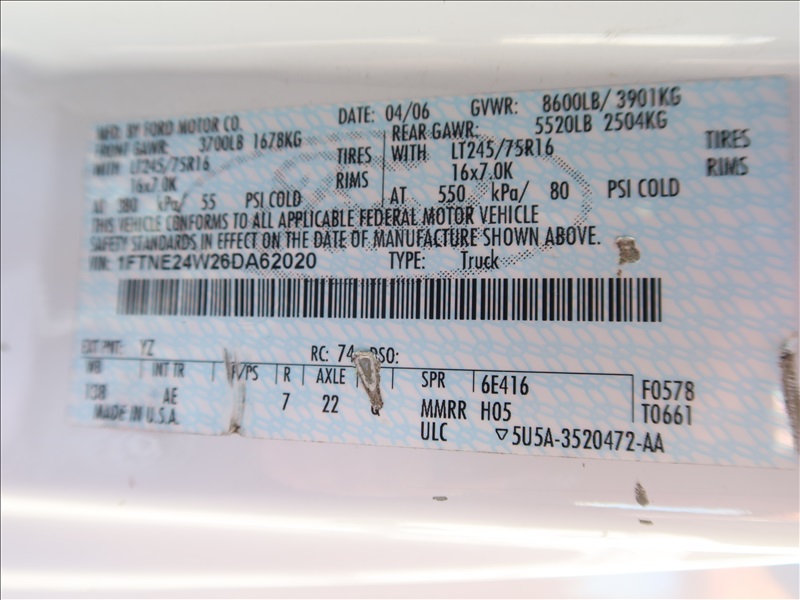 MFD. BY FORD MOTOR CO. DATE: 04/06 GVWR: 8600LB/ 3901KG
FRONT GAWR: 3700LB 1678KG REAR GAWR: 5520LB 2504KG
WITH LT245/75R16 TIRES WITH LT245/75R16 TIRES
16x7.0K RIMS 16x7.0K RIMS
AT 380 kPa/ 55 PSI COLD AT 550 kPa/ 80 PSI COLD
THIS VEHICLE CONFORMS TO ALL APPLICABLE FEDERAL MOTOR VEHICLE
SAFETY STANDARDS IN EFFECT ON THE DATE OF MANUFACTURE SHOWN ABOVE.
VIN: 1FTNE24W26DA62020 TYPE: Truck
EXT PNT: YZ RC: 74 DSO:
WB INT TR TP/PS R AXLE SPR 6E416 F0578
138 AE 7 22 MMRR H05 T0661
MADE IN U.S.A. ULC ▽5U5A-3520472-AA